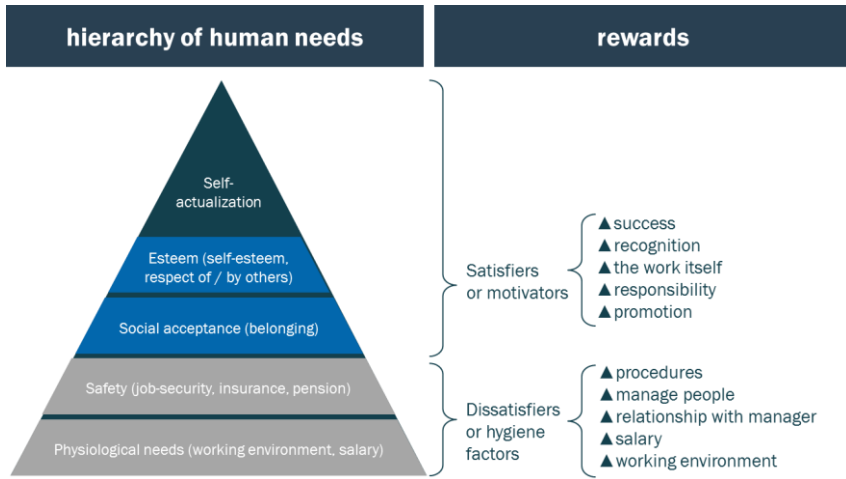 hierarchy of human needs
rewards
Self-
actualization
Esteem (self-esteem,
respect of / by others)
Social acceptance (belonging)
Safety (job-security, insurance, pension)
Physiological needs (working environment, salary)
Satisfiers
or motivators
▲success
▲recognition
▲the work itself
▲responsibility
▲promotion
Dissatisfiers
or hygiene
factors
▲procedures
▲manage people
▲relationship with manager
▲salary
▲working environment